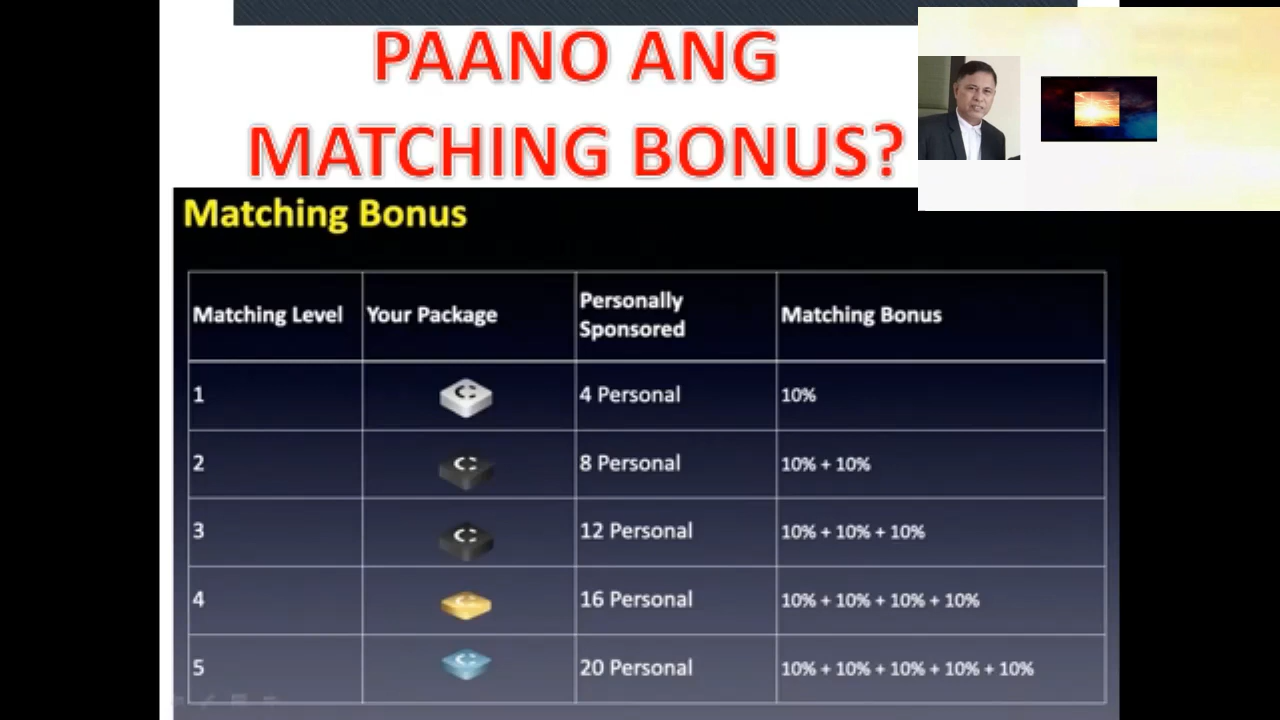 PAANO ANG
MATCHING BONUS?
Matching Bonus
Matching Level Your Package Personally Sponsored Matching Bonus
1 4 Personal 10%
2 8 Personal 10% + 10%
3 12 Personal 10% + 10% + 10%
4 16 Personal 10% + 10% + 10% + 10%
5 20 Personal 10% + 10% + 10% + 10% + 10%